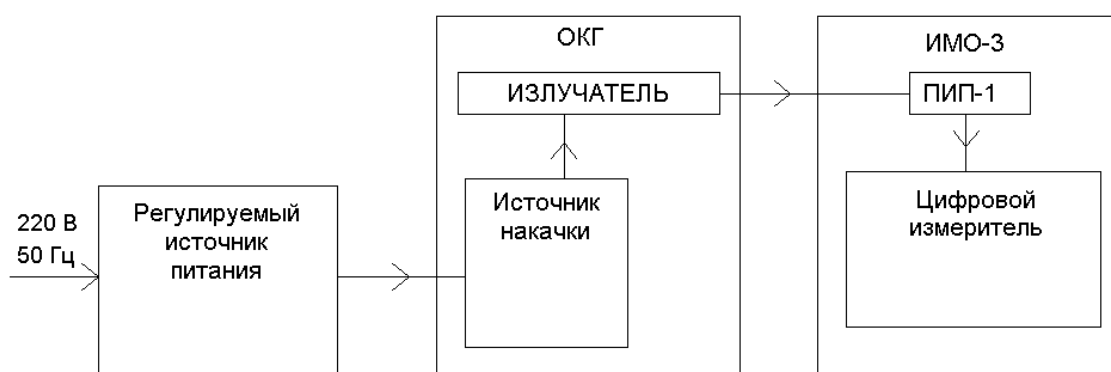 220 В
50 Гц
Регулируемый
источник
питания
ОКГ
ИЗЛУЧАТЕЛЬ
Источник
накачки
ИМО-3
ПИП-1
Цифровой
измеритель